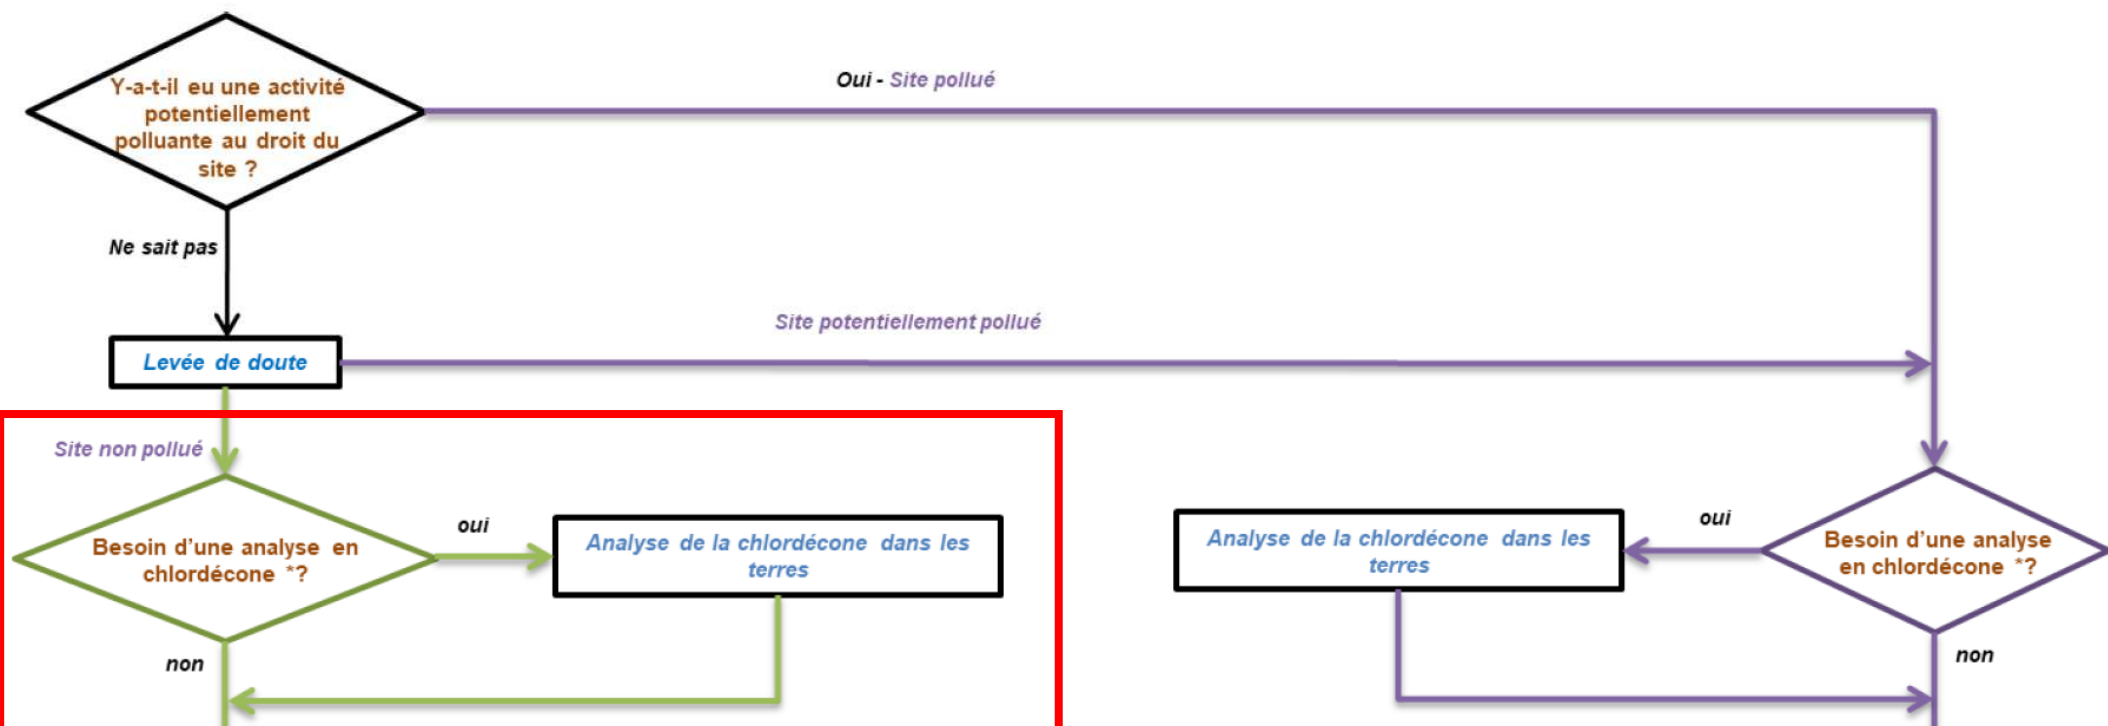 Y-a-t-il eu une activité
potentiellement
polluante au droit du
site ?
Oui - Site pollué
Ne sait pas
Levée de doute
Site potentiellement pollué
Site non pollué
Besoin d'une analyse en
chlordécone *?
oui
Analyse de la chlordécone dans les
terres
non
Analyse de la chlordécone dans les
terres
oui
Besoin d'une analyse
en chlordécone *?
non